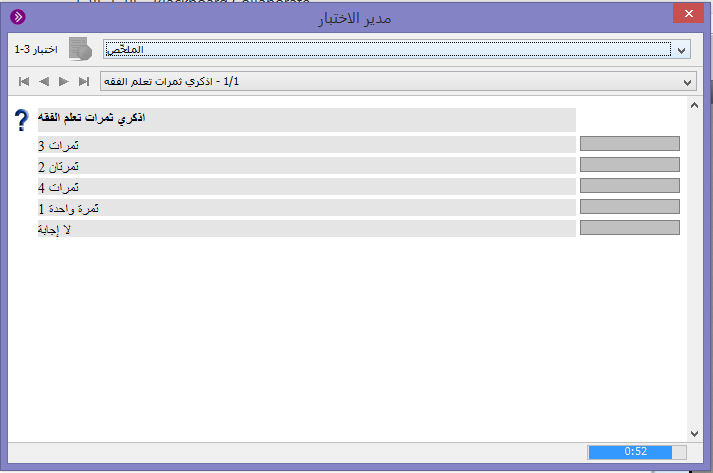 مدير الاختبار
اختبار 3-1
الملخّص
1/1 - اذكري ثمرات تعلم الفقه
اذكري ثمرات تعلم الفقه
3 ثمرات
2 ثمرتان
4 ثمرات
1 ثمرة واحدة
لا إجابة
0:52